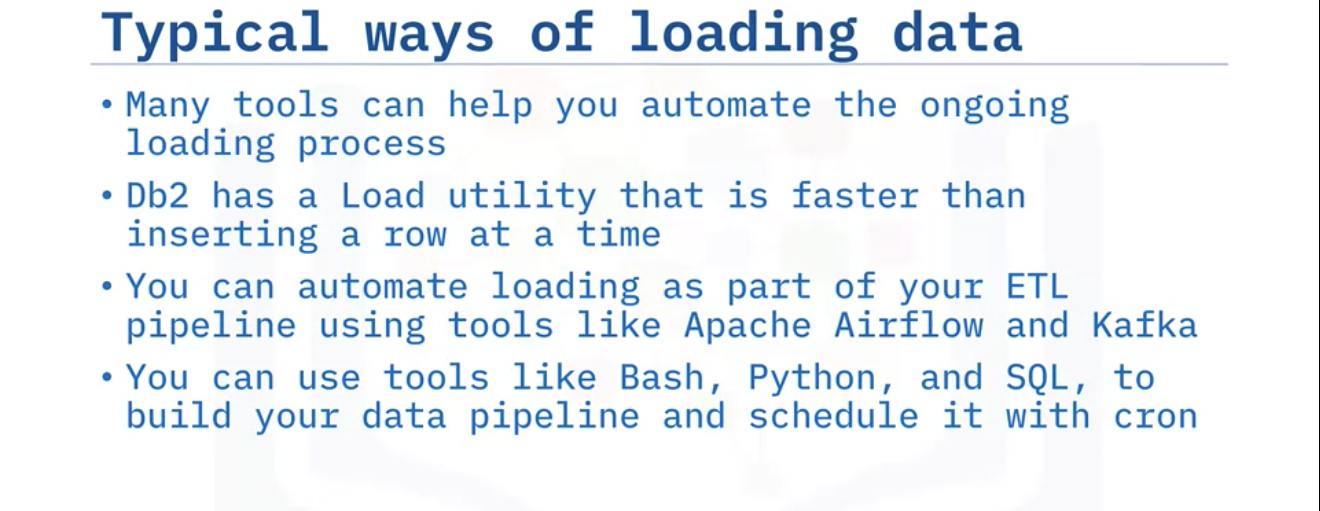 Typical ways of loading data
• Many tools can help you automate the ongoing
loading process
• Db2 has a Load utility that is faster than
inserting a row at a time
• You can automate loading as part of your ETL
pipeline using tools like Apache Airflow and Kafka
• You can use tools like Bash, Python, and SQL, to
build your data pipeline and schedule it with cron